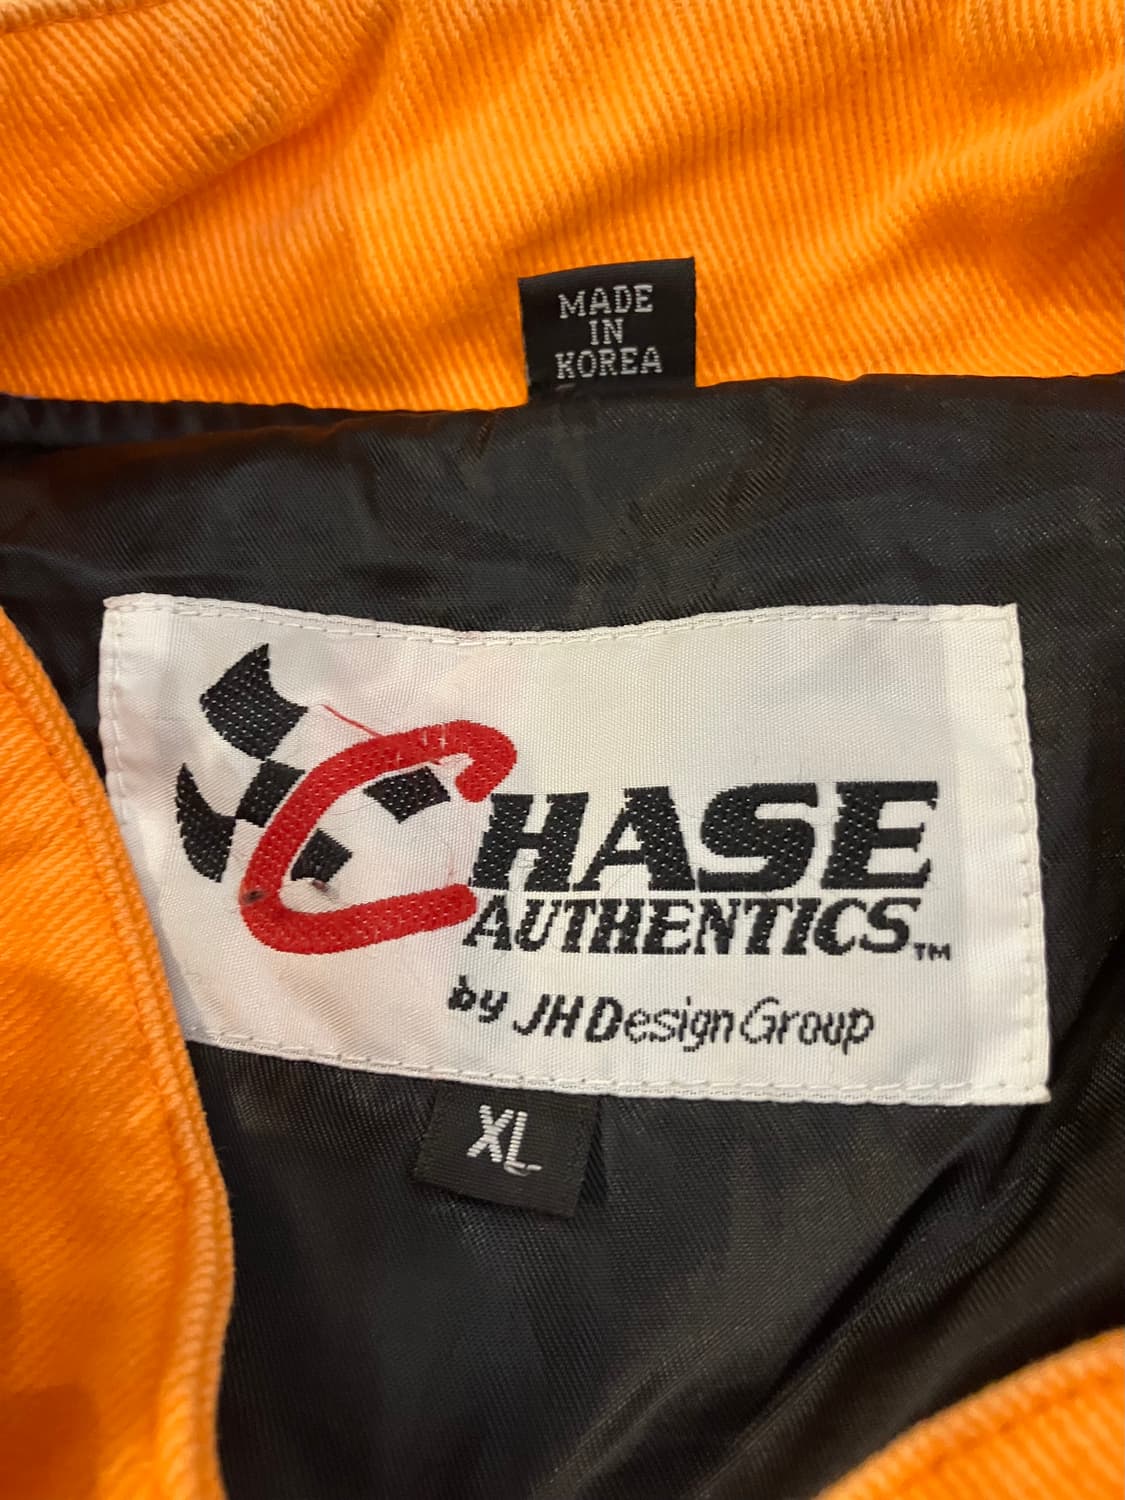 MADE
IN
KOREA
CHASE
AUTHENTICS™
by JH Design Group
XL